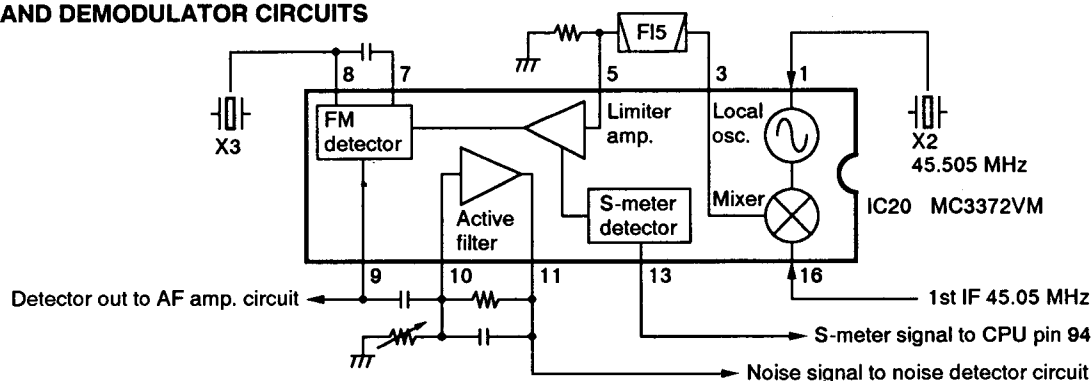 AND DEMODULATOR CIRCUITS
FI5
8 7 5 3 1
X3
FM
detector
Limiter
amp.
Local
osc.
X2
45.505 MHz
Active
filter
S-meter
detector
Mixer
IC20 MC3372VM
9 10 11 13 16
Detector out to AF amp. circuit
1st IF 45.05 MHz
S-meter signal to CPU pin 94
Noise signal to noise detector circuit